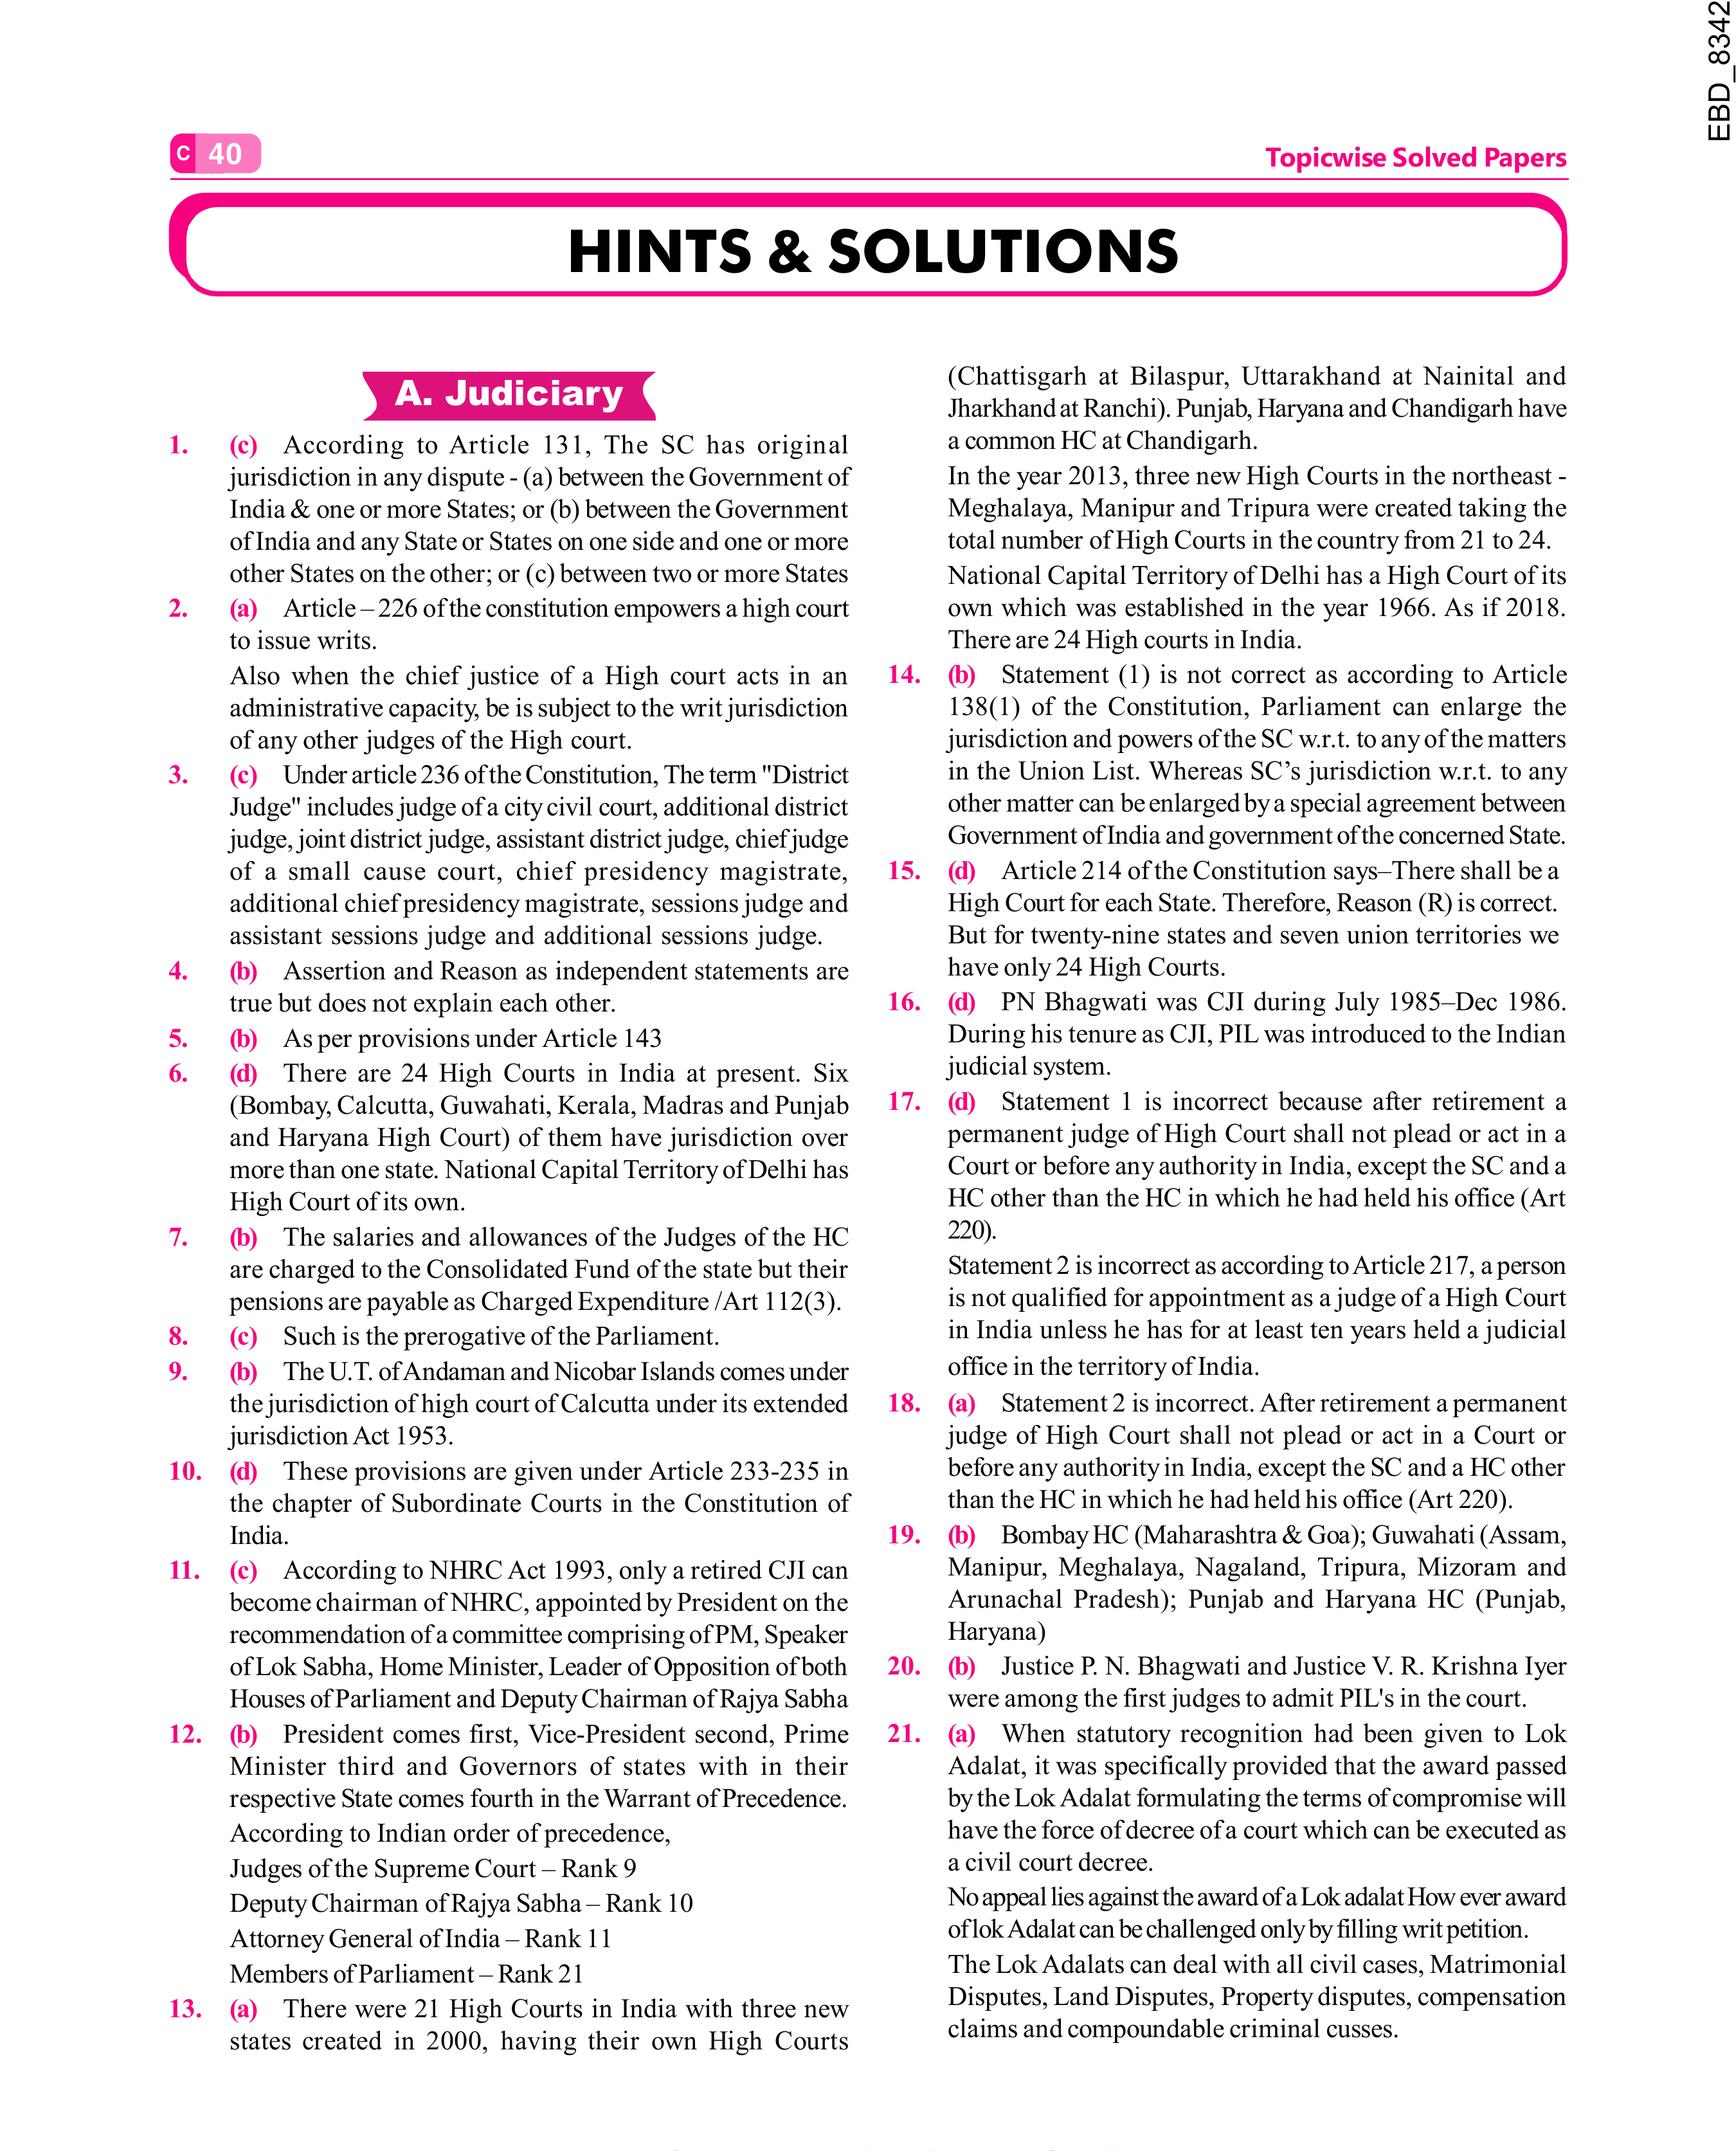 EBD_8342
C 40
Topicwise Solved Papers
HINTS & SOLUTIONS
A. Judiciary
1. (c) According to Article 131, The SC has original
jurisdiction in any dispute - (a) between the Government of
India & one or more States; or (b) between the Government
of India and any State or States on one side and one or more
other States on the other; or (c) between two or more States
2. (a) Article – 226 of the constitution empowers a high court
to issue writs.
Also when the chief justice of a High court acts in an
administrative capacity, be is subject to the writ jurisdiction
of any other judges of the High court.
3. (c) Under article 236 of the Constitution, The term "District
Judge" includes judge of a city civil court, additional district
judge, joint district judge, assistant district judge, chief judge
of a small cause court, chief presidency magistrate,
additional chief presidency magistrate, sessions judge and
assistant sessions judge and additional sessions judge.
4. (b) Assertion and Reason as independent statements are
true but does not explain each other.
5. (b) As per provisions under Article 143
6. (d) There are 24 High Courts in India at present. Six
(Bombay, Calcutta, Guwahati, Kerala, Madras and Punjab
and Haryana High Court) of them have jurisdiction over
more than one state. National Capital Territory of Delhi has
High Court of its own.
7. (b) The salaries and allowances of the Judges of the HC
are charged to the Consolidated Fund of the state but their
pensions are payable as Charged Expenditure /Art 112(3).
8. (c) Such is the prerogative of the Parliament.
9. (b) The U.T. of Andaman and Nicobar Islands comes under
the jurisdiction of high court of Calcutta under its extended
jurisdiction Act 1953.
10. (d) These provisions are given under Article 233-235 in
the chapter of Subordinate Courts in the Constitution of
India.
11. (c) According to NHRC Act 1993, only a retired CJI can
become chairman of NHRC, appointed by President on the
recommendation of a committee comprising of PM, Speaker
of Lok Sabha, Home Minister, Leader of Opposition of both
Houses of Parliament and Deputy Chairman of Rajya Sabha
12. (b) President comes first, Vice-President second, Prime
Minister third and Governors of states with in their
respective State comes fourth in the Warrant of Precedence.
According to Indian order of precedence,
Judges of the Supreme Court – Rank 9
Deputy Chairman of Rajya Sabha – Rank 10
Attorney General of India – Rank 11
Members of Parliament – Rank 21
13. (a) There were 21 High Courts in India with three new
states created in 2000, having their own High Courts
(Chattisgarh at Bilaspur, Uttarakhand at Nainital and
Jharkhand at Ranchi). Punjab, Haryana and Chandigarh have
a common HC at Chandigarh.
In the year 2013, three new High Courts in the northeast -
Meghalaya, Manipur and Tripura were created taking the
total number of High Courts in the country from 21 to 24.
National Capital Territory of Delhi has a High Court of its
own which was established in the year 1966. As if 2018.
There are 24 High courts in India.
14. (b) Statement (1) is not correct as according to Article
138(1) of the Constitution, Parliament can enlarge the
jurisdiction and powers of the SC w.r.t. to any of the matters
in the Union List. Whereas SC’s jurisdiction w.r.t. to any
other matter can be enlarged by a special agreement between
Government of India and government of the concerned State.
15. (d) Article 214 of the Constitution says–There shall be a
High Court for each State. Therefore, Reason (R) is correct.
But for twenty-nine states and seven union territories we
have only 24 High Courts.
16. (d) PN Bhagwati was CJI during July 1985–Dec 1986.
During his tenure as CJI, PIL was introduced to the Indian
judicial system.
17. (d) Statement 1 is incorrect because after retirement a
permanent judge of High Court shall not plead or act in a
Court or before any authority in India, except the SC and a
HC other than the HC in which he had held his office (Art
220).
Statement 2 is incorrect as according to Article 217, a person
is not qualified for appointment as a judge of a High Court
in India unless he has for at least ten years held a judicial
office in the territory of India.
18. (a) Statement 2 is incorrect. After retirement a permanent
judge of High Court shall not plead or act in a Court or
before any authority in India, except the SC and a HC other
than the HC in which he had held his office (Art 220).
19. (b) Bombay HC (Maharashtra & Goa); Guwahati (Assam,
Manipur, Meghalaya, Nagaland, Tripura, Mizoram and
Arunachal Pradesh); Punjab and Haryana HC (Punjab,
Haryana)
20. (b) Justice P. N. Bhagwati and Justice V. R. Krishna Iyer
were among the first judges to admit PIL's in the court.
21. (a) When statutory recognition had been given to Lok
Adalat, it was specifically provided that the award passed
by the Lok Adalat formulating the terms of compromise will
have the force of decree of a court which can be executed as
a civil court decree.
No appeal lies against the award of a Lok adalat How ever award
of lok Adalat can be challenged only by filling writ petition.
The Lok Adalats can deal with all civil cases, Matrimonial
Disputes, Land Disputes, Property disputes, compensation
claims and compoundable criminal cusses.